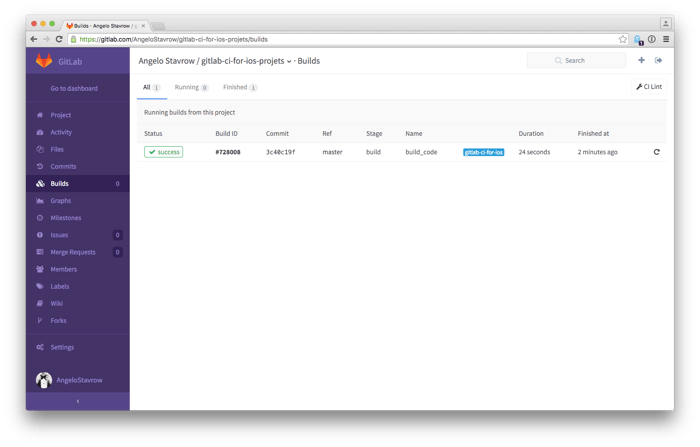 Builds · Angelo Stavrow / g
https://gitlab.com/AngeloStavrow/gitlab-ci-for-ios-projets/builds
1
GitLab
Angelo Stavrow / gitlab-ci-for-ios-projets · Builds
Search
Go to dashboard
All 1
Running 0
Finished 1
CI Lint
Project
Activity
Files
Commits
Builds 0
Graphs
Milestones
Issues 0
Merge Requests 0
Members
Labels
Wiki
Forks
Settings
AngeloStavrow
Running builds from this project
Status Build ID Commit Ref Stage Name Duration Finished at
success #728008 3c40c19f master build build_code gitlab-ci-for-ios 24 seconds 2 minutes ago